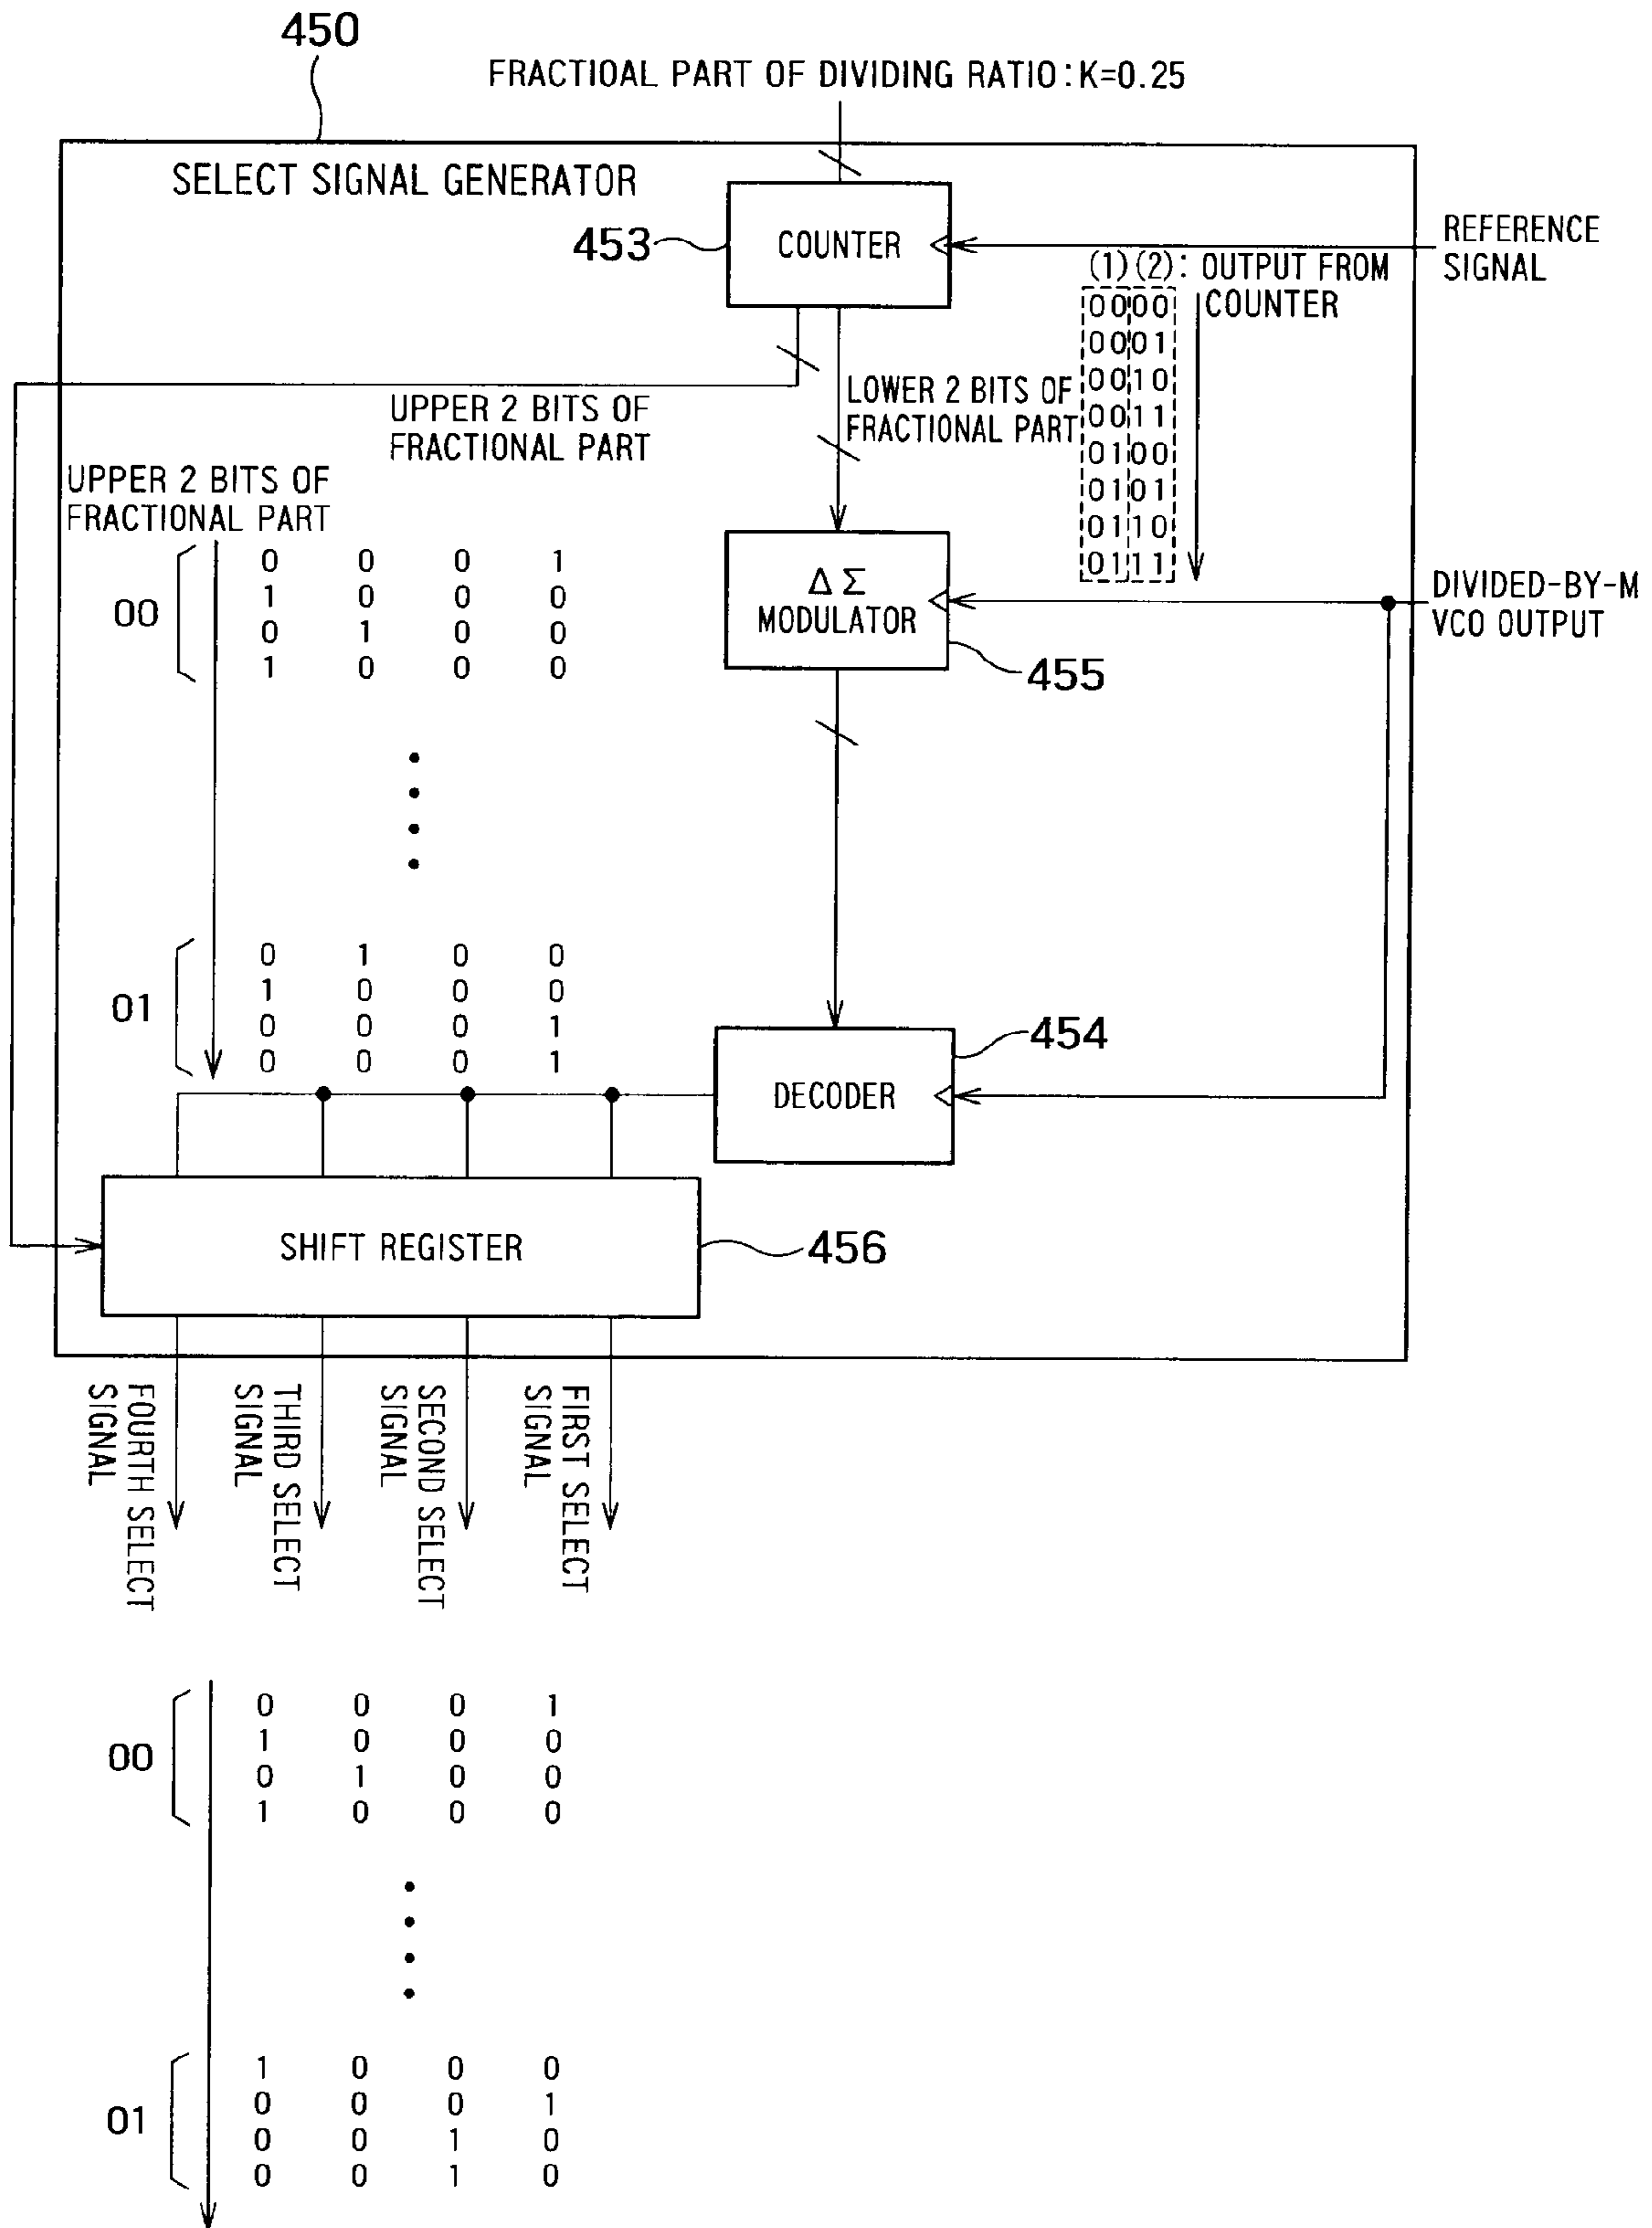 450
FRACTIOAL PART OF DIVIDING RATIO:K=0.25
SELECT SIGNAL GENERATOR
453
COUNTER
REFERENCE
SIGNAL
(1)(2): OUTPUT FROM
COUNTER
0000
0001
0010
0011
0100
0101
0110
0111
LOWER 2 BITS OF
FRACTIONAL PART
UPPER 2 BITS OF
FRACTIONAL PART
UPPER 2 BITS OF
FRACTIONAL PART
00
0 0 0 1
1 0 0 0
0 1 0 0
1 0 0 0
ΔΣ
MODULATOR
455
DIVIDED-BY-M
VCO OUTPUT
01
0 1 0 0
1 0 0 0
0 0 0 1
0 0 0 1
454
DECODER
SHIFT REGISTER
456
FOURTH SELECT
SIGNAL
THIRD SELECT
SIGNAL
SECOND SELECT
SIGNAL
FIRST SELECT
SIGNAL
00
0 0 0 1
1 0 0 0
0 1 0 0
1 0 0 0
01
1 0 0 0
0 0 0 1
0 0 1 0
0 0 1 0